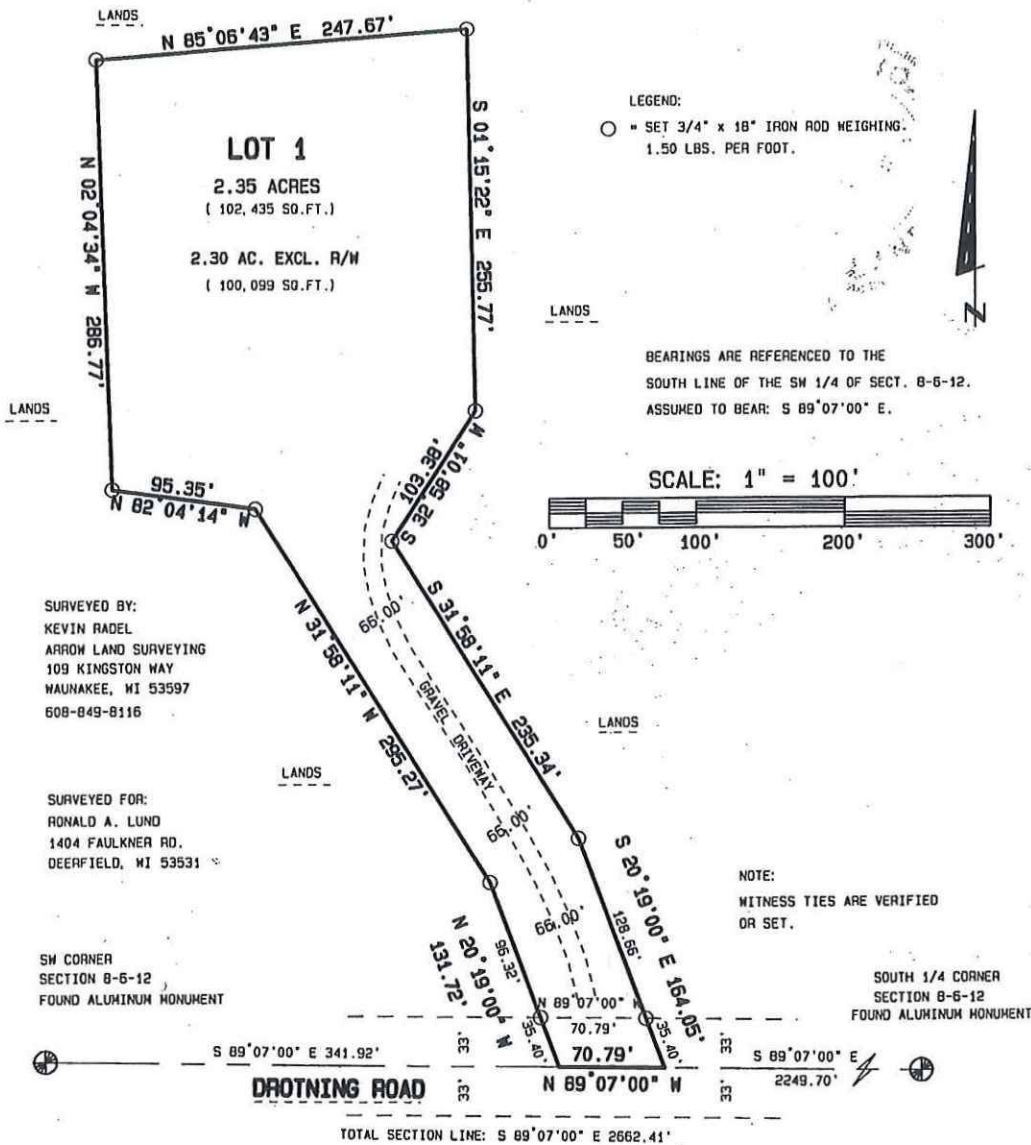 LANDS
N 85°06'43" E 247.67'
LEGEND:
" SET 3/4" x 18" IRON ROD WEIGHING.
1.50 LBS. PER FOOT.
LOT 1
2.35 ACRES
( 102,435 SQ.FT.)
2.30 AC. EXCL. R/W
( 100,099 SQ.FT.)
S 01°15'22" E 255.77'
N 02°04'34" W 286.77'
N
LANDS
BEARINGS ARE REFERENCED TO THE
SOUTH LINE OF THE SW 1/4 OF SECT. 8-6-12.
ASSUMED TO BEAR: S 89°07'00" E.
LANDS
103.38'
S 32°58'01" W
SCALE: 1" = 100'
0' 50' 100' 200' 300'
95.35'
N 82°04'14" W
SURVEYED BY:
KEVIN RADEL
ARROW LAND SURVEYING
109 KINGSTON WAY
WAUNAKEE, WI 53597
608-849-8116
66.00'
N 31°58'11" W 295.27'
S 31°58'11" E 235.34'
GRAVEL DRIVEWAY
LANDS
LANDS
SURVEYED FOR:
RONALD A. LUND
1404 FAULKNER RD.
DEERFIELD, WI 53531
66.00'
NOTE:
WITNESS TIES ARE VERIFIED
OR SET.
66.00'
S 20°19'00" E 164.05'
128.66'
N 20°19'00" W
131.72'
96.32'
SW CORNER
SECTION 8-6-12
FOUND ALUMINUM MONUMENT
SOUTH 1/4 CORNER
SECTION 8-6-12
FOUND ALUMINUM MONUMENT
N 89°07'00" W
70.79'
35.40'
35.40'
33'
33'
S 89°07'00" E 341.92'
70.79'
S 89°07'00" E
2249.70'
DROTNING ROAD
N 89°07'00" W
33'
33'
TOTAL SECTION LINE: S 89°07'00" E 2662.41'